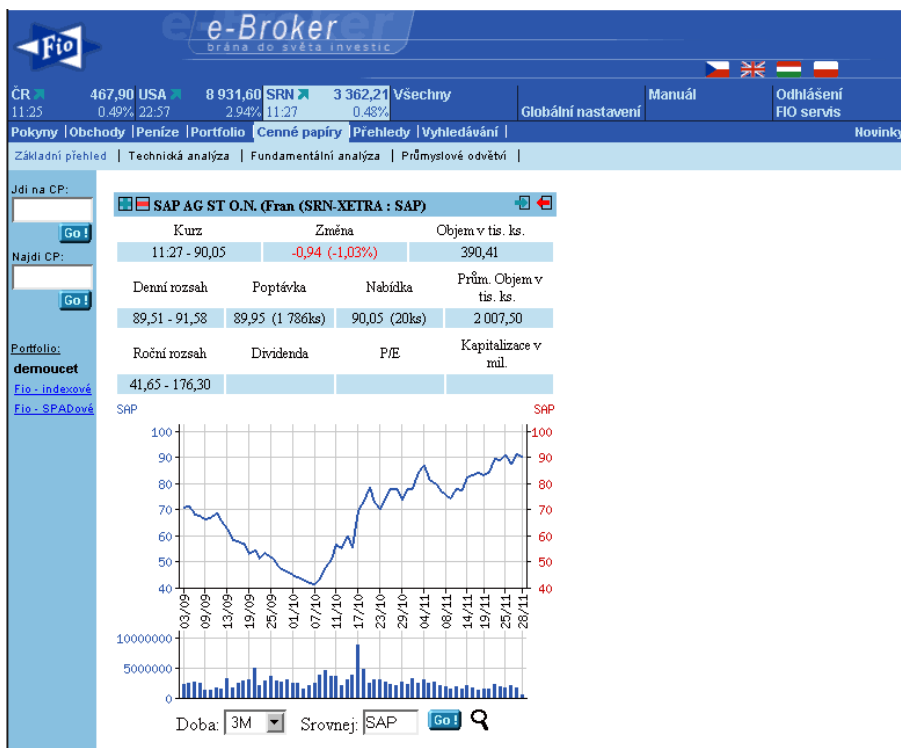 Fio
e-Broker
brána do světa investic
ČR 467,90 USA 8 931,60 SRN 3 362,21 Všechny Manuál Odhlášení
11:25 0.49% 22:57 2.94% 11:27 0.48% Globální nastavení FIO servis
Pokyny | Obchody | Peníze | Portfolio | Cenné papíry | Přehledy | Vyhledávání | Novinky
Základní přehled | Technická analýza | Fundamentální analýza | Průmyslové odvětví |
Jdi na CP:
Go!
Najdi CP:
Go!
Portfolio:
demoucet
Fio - indexové
Fio - SPADové
SAP AG ST O.N. (Fran (SRN-XETRA : SAP)
Kurz Změna Objem v tis. ks.
11:27 - 90,05 -0,94 (-1,03%) 390,41
Denní rozsah Poptávka Nabídka Prům. Objem v
tis. ks.
89,51 - 91,58 89,95 (1 786ks) 90,05 (20ks) 2 007,50
Roční rozsah Dividenda P/E Kapitalizace v
mil.
41,65 - 176,30
SAP SAP
100 100
90 90
80 80
70 70
60 60
50 50
40 40
03/09 09/09 13/09 19/09 25/09 01/10 07/10 11/10 17/10 23/10 29/10 04/11 08/11 14/11 19/11 25/11 28/11
10000000
5000000
0
Doba: 3M Srovnej: SAP Go!